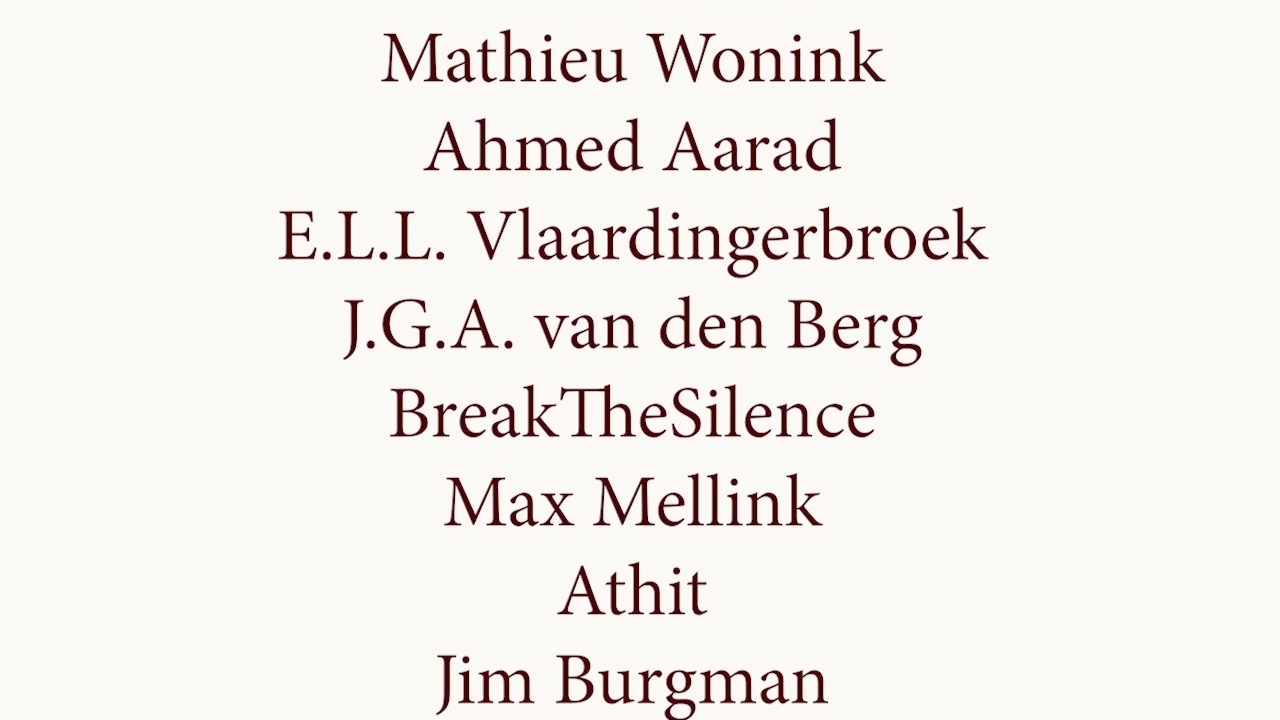 Mathieu Wonink
Ahmed Aarad
E.L.L. Vlaardingerbroek
J.G.A. van den Berg
BreakTheSilence
Max Mellink
Athit
Jim Burgman